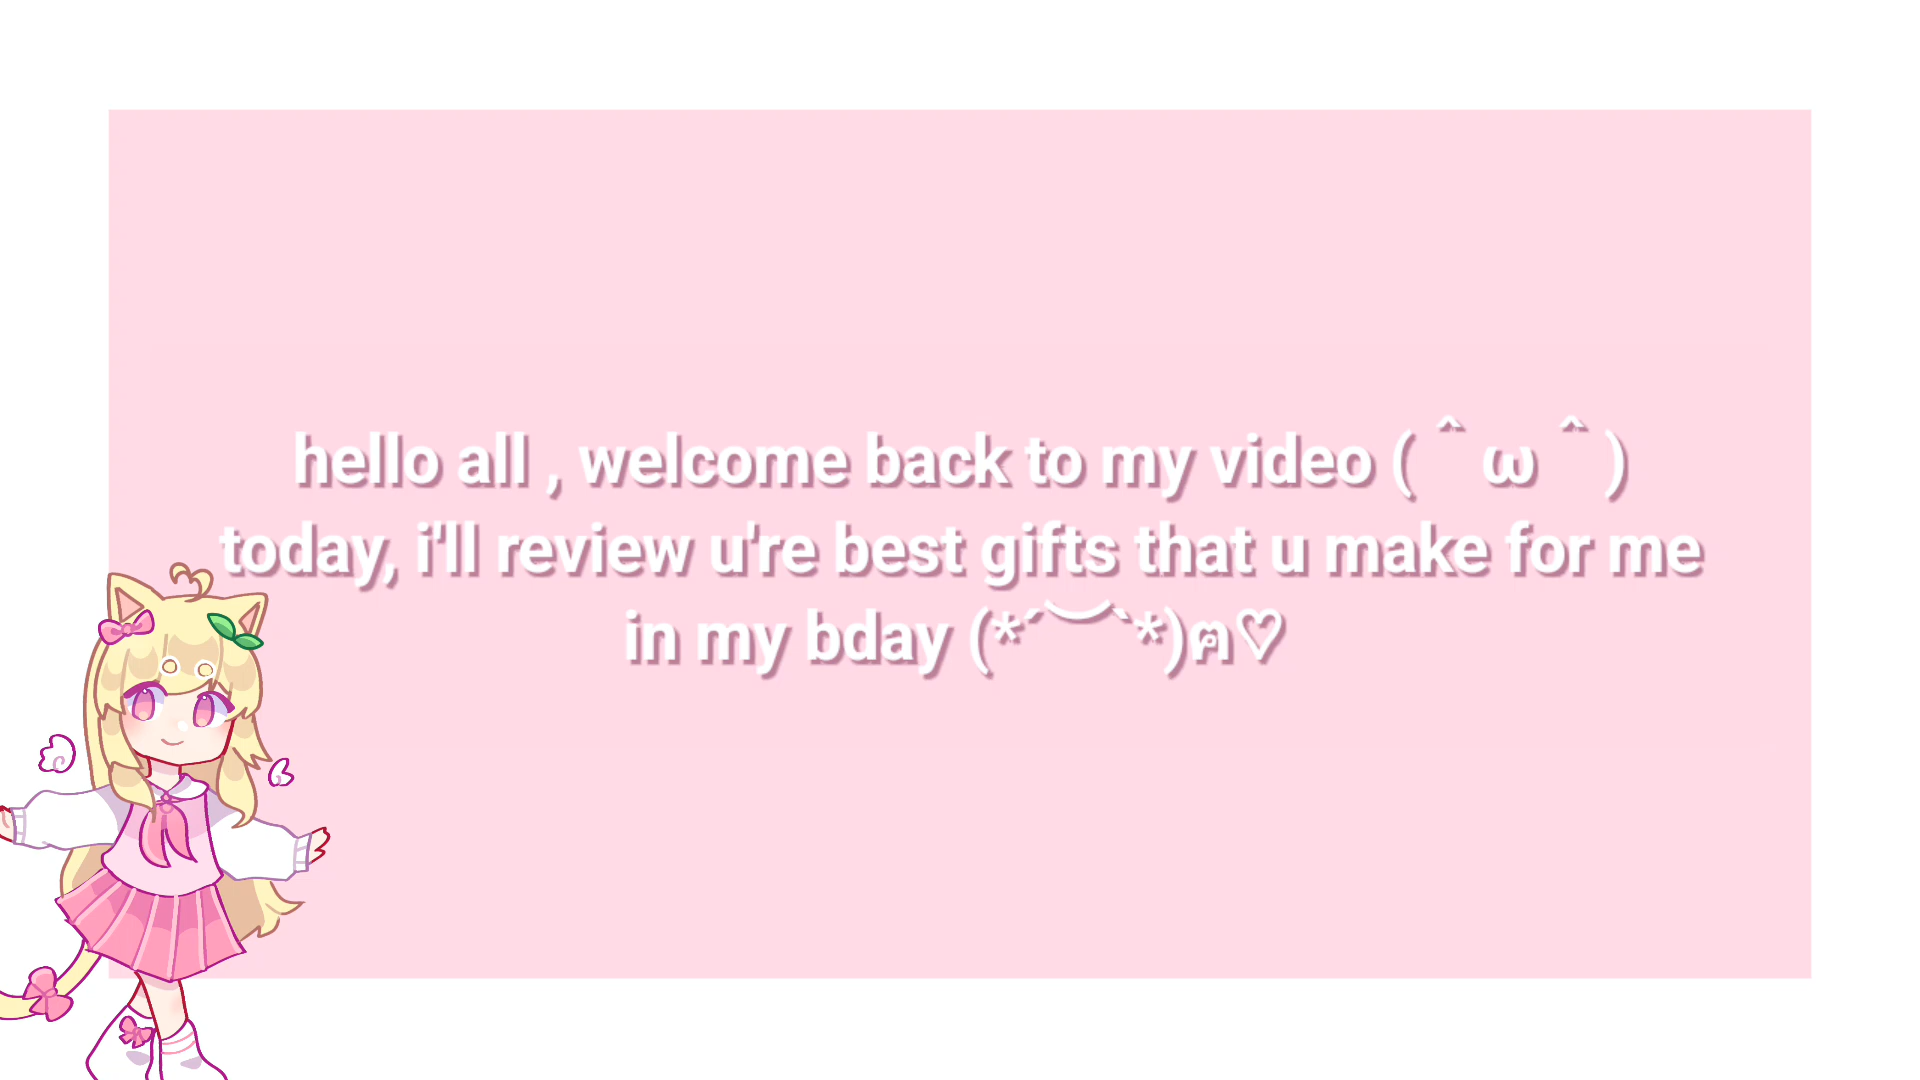 hello all , welcome back to my video (＾ω＾)
today, i'll review u're best gifts that u make for me
in my bday (*´︶`*)ฅ♡